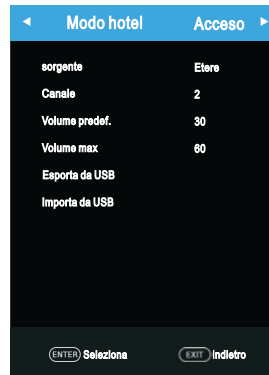 Modo hotel Acceso
sorgente Etere
Canale 2
Volume predef. 30
Volume max 60
Esporta da USB
Importa da USB
ENTER Seleziona EXIT Indietro